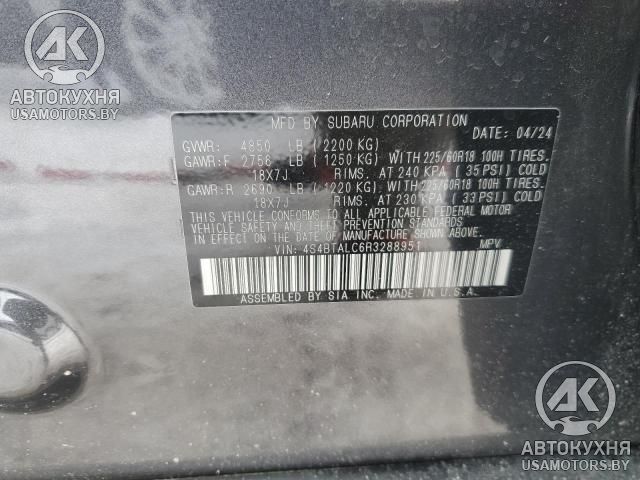 AK
АВТОКУХНЯ
USAMOTORS.BY
MFD BY SUBARU CORPORATION
DATE: 04/24
GVWR: 4850 LB (2200 KG)
GAWR:F 2756 LB (1250 KG) WITH 225/60R18 100H TIRES.
18X7J RIMS. AT 240 KPA (35 PSI) COLD
GAWR:R 2690 LB (1220 KG) WITH 225/60R18 100H TIRES.
18X7J RIMS. AT 230 KPA (33 PSI) COLD
THIS VEHICLE CONFORMS TO ALL APPLICABLE FEDERAL MOTOR
VEHICLE SAFETY AND THEFT PREVENTION STANDARDS
IN EFFECT ON THE DATE OF MANUFACTURE SHOWN ABOVE.
VIN: 4S4BTALC6R3288951 MPV
ASSEMBLED BY SIA INC. MADE IN U.S.A.
AK
АВТОКУХНЯ
USAMOTORS.BY